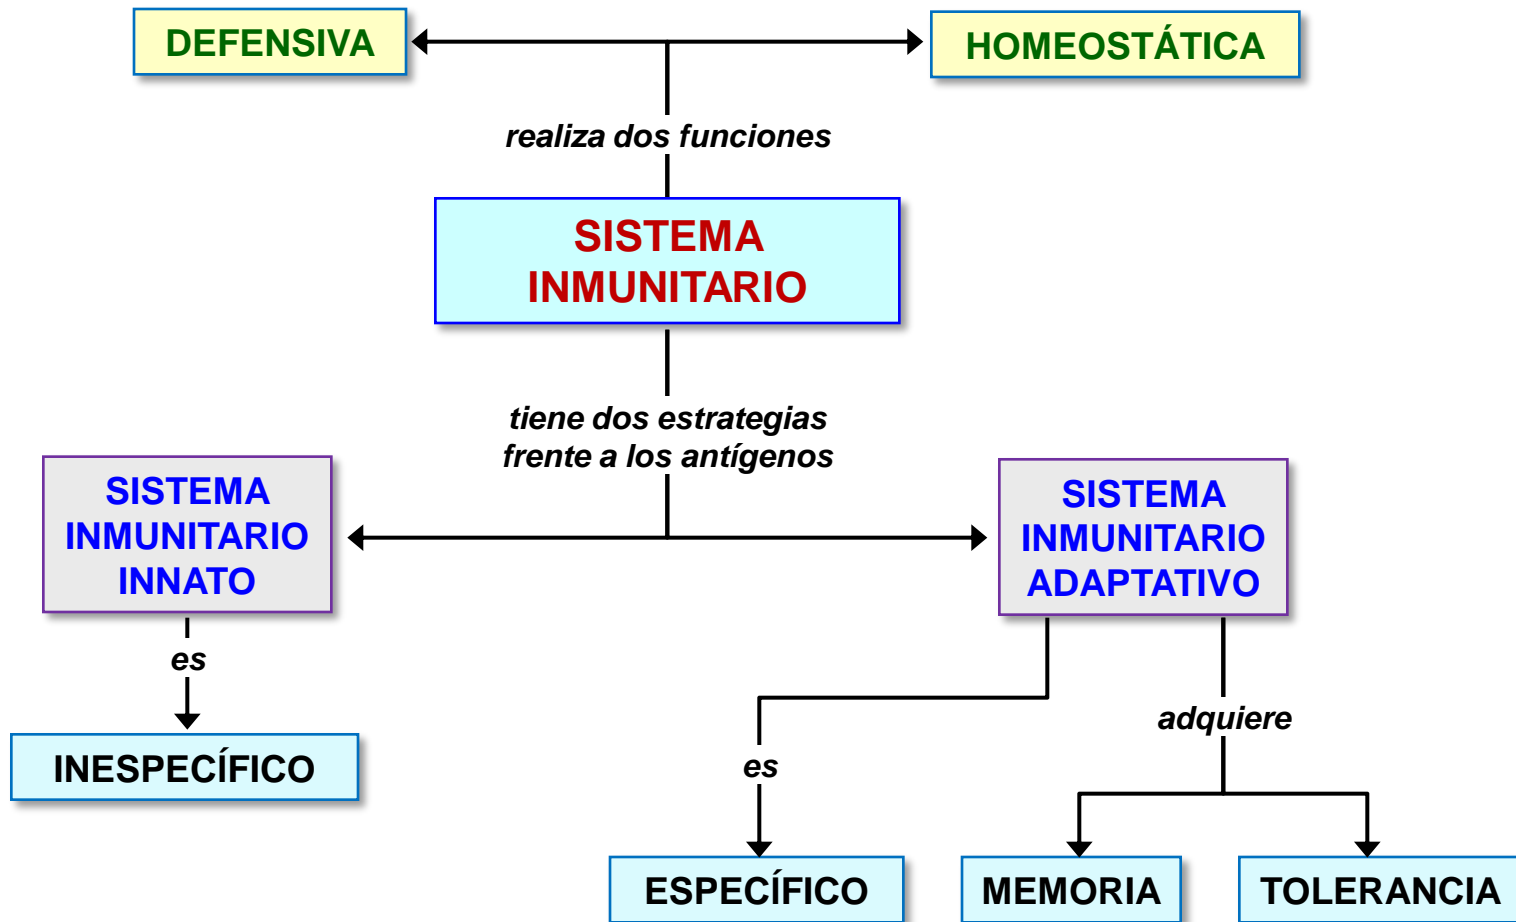 DEFENSIVA
HOMEOSTÁTICA
realiza dos funciones
SISTEMA
INMUNITARIO
tiene dos estrategias
frente a los antígenos
SISTEMA
INMUNITARIO
INNATO
SISTEMA
INMUNITARIO
ADAPTATIVO
es
adquiere
INESPECÍFICO
es
ESPECÍFICO
MEMORIA
TOLERANCIA